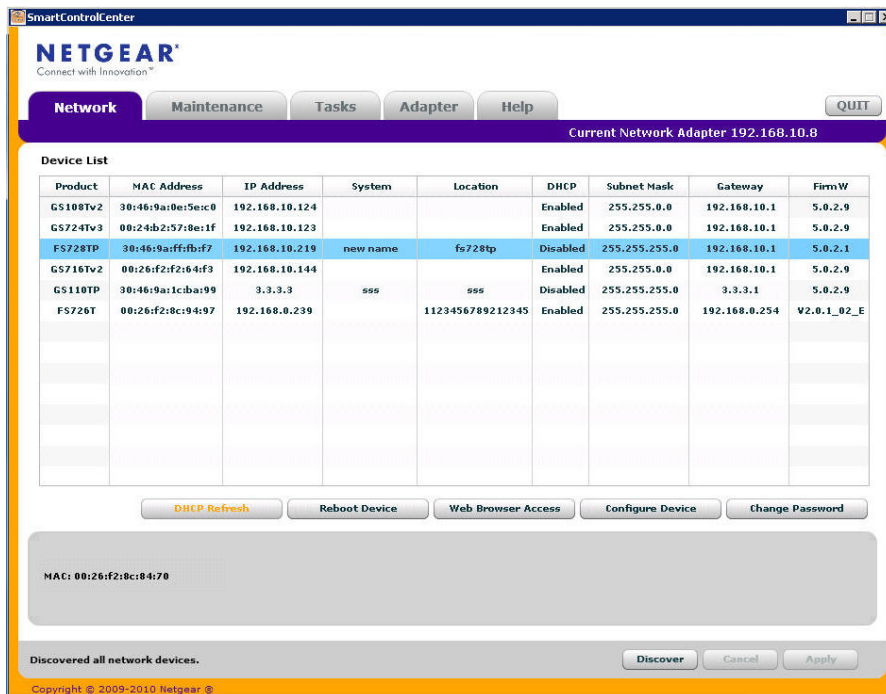 SmartControlCenter
NETGEAR®
Connect with Innovation™
Network Maintenance Tasks Adapter Help QUIT
Current Network Adapter 192.168.10.8
Device List
Product MAC Address IP Address System Location DHCP Subnet Mask Gateway FirmW
GS108Tv2 30:46:9a:0e:5e:c0 192.168.10.124 Enabled 255.255.0.0 192.168.10.1 5.0.2.9
GS724Tv3 00:24:b2:57:8e:1f 192.168.10.123 Enabled 255.255.0.0 192.168.10.1 5.0.2.9
FS728TP 30:46:9a:ff:fb:f7 192.168.10.219 new name fs728tp Disabled 255.255.255.0 192.168.10.1 5.0.2.1
GS716Tv2 00:26:f2:f2:64:f3 192.168.10.144 Enabled 255.255.0.0 192.168.10.1 5.0.2.9
GS110TP 30:46:9a:1c:ba:99 3.3.3.3 sss sss Disabled 255.255.255.0 3.3.3.1 5.0.2.9
FS726T 00:26:f2:8c:94:97 192.168.0.239 1123456789212345 Enabled 255.255.255.0 192.168.0.254 V2.0.1_02_E
DHCP Refresh Reboot Device Web Browser Access Configure Device Change Password
MAC: 00:26:f2:8c:84:70
Discovered all network devices. Discover Cancel Apply
Copyright © 2009-2010 Netgear ®